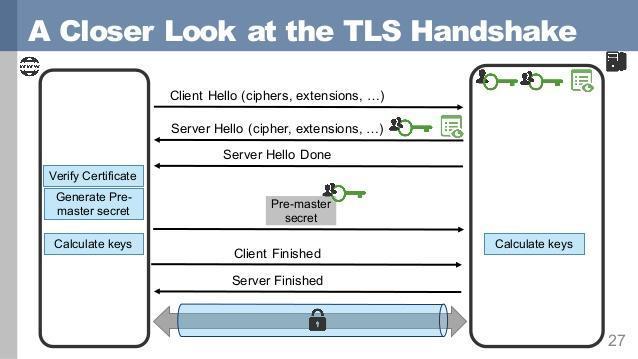 A Closer Look at the TLS Handshake
WWW
Client Hello (ciphers, extensions, …)
Server Hello (cipher, extensions, …)
Server Hello Done
Verify Certificate
Generate Pre-
master secret
Pre-master
secret
Calculate keys
Calculate keys
Client Finished
Server Finished
27